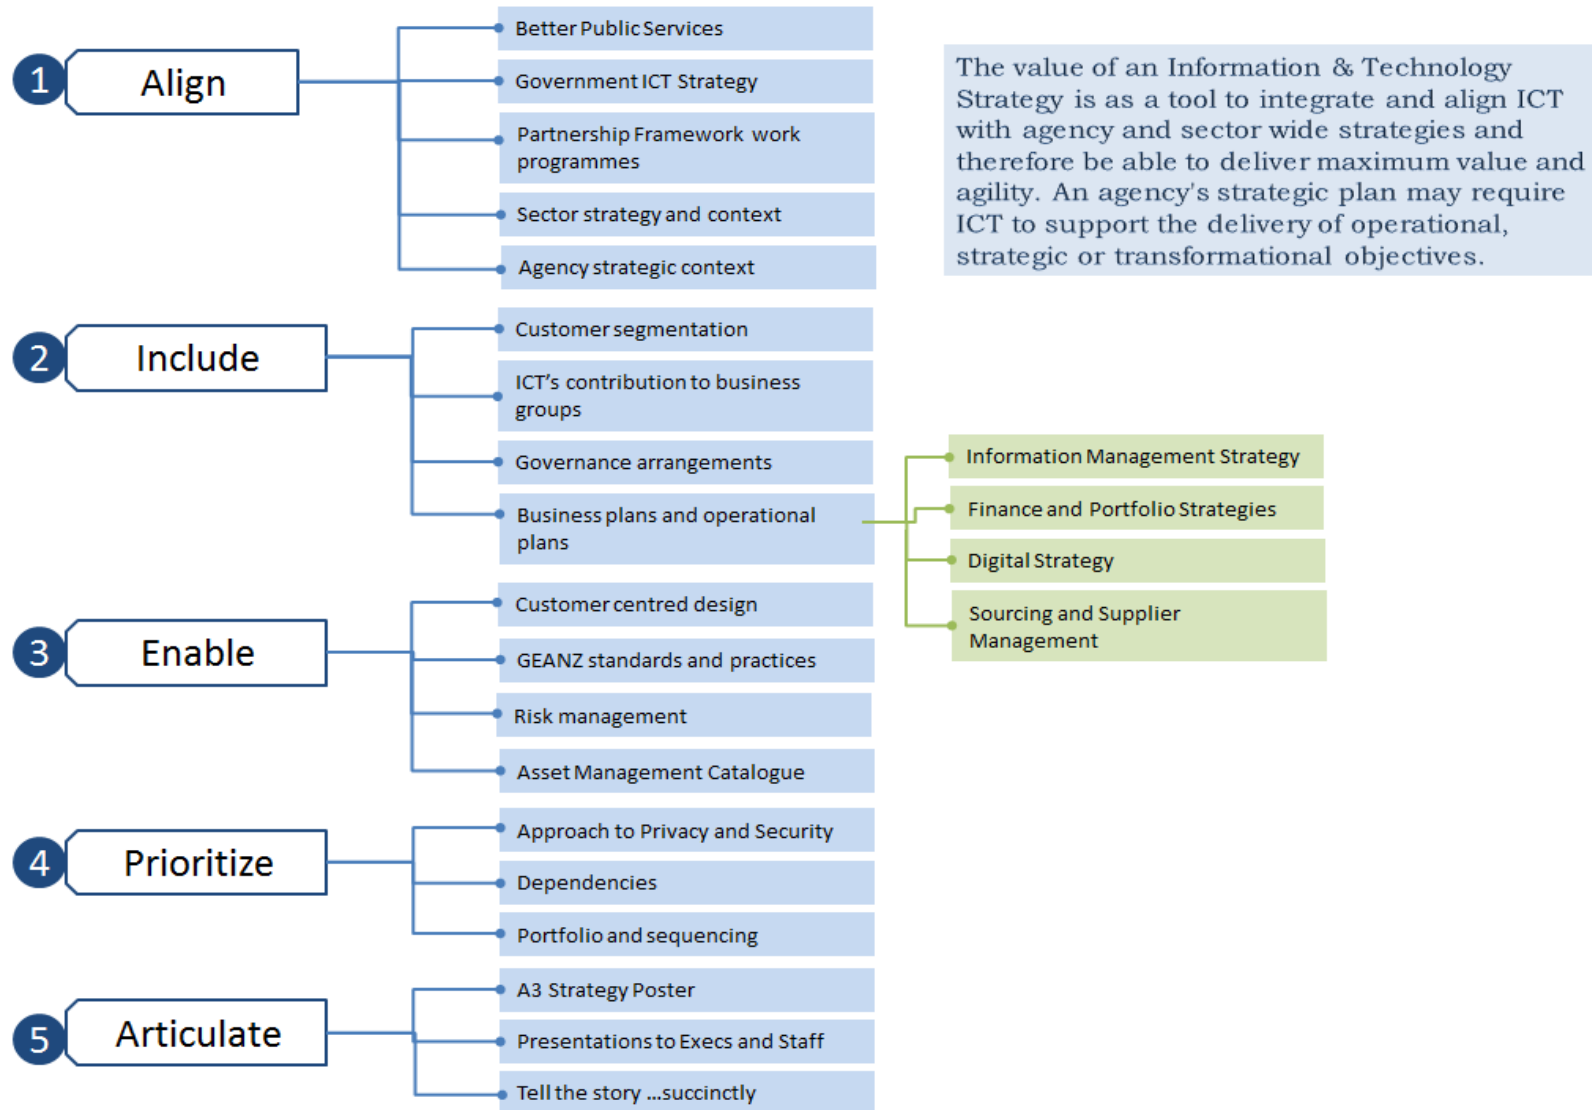 1
Align
Better Public Services
Government ICT Strategy
Partnership Framework work
programmes
Sector strategy and context
Agency strategic context
The value of an Information & Technology
Strategy is as a tool to integrate and align ICT
with agency and sector wide strategies and
therefore be able to deliver maximum value and
agility. An agency's strategic plan may require
ICT to support the delivery of operational,
strategic or transformational objectives.
2
Include
Customer segmentation
ICT's contribution to business
groups
Governance arrangements
Business plans and operational
plans
Information Management Strategy
Finance and Portfolio Strategies
Digital Strategy
Sourcing and Supplier
Management
3
Enable
Customer centred design
GEANZ standards and practices
Risk management
Asset Management Catalogue
4
Prioritize
Approach to Privacy and Security
Dependencies
Portfolio and sequencing
5
Articulate
A3 Strategy Poster
Presentations to Execs and Staff
Tell the story ...succinctly